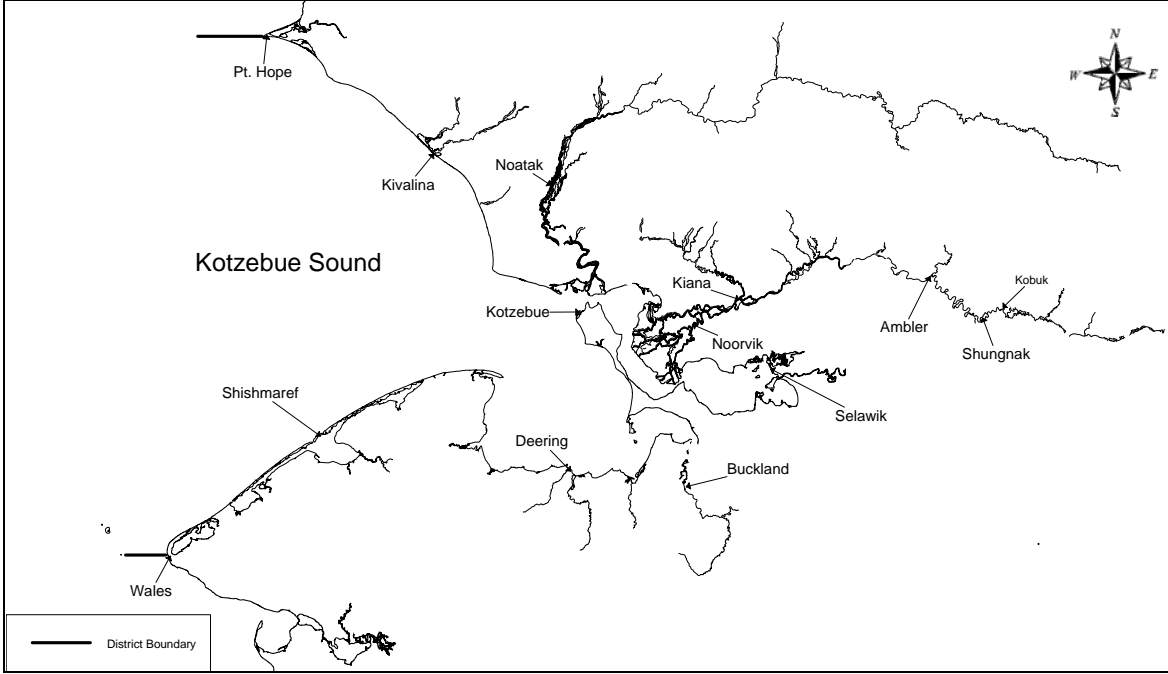 N
Pt. Hope
W
E
S
Noatak
Kivalina
Kotzebue Sound
Kiana
Kobuk
Kotzebue
Ambler
Noorvik
Shungnak
Shishmaref
Selawik
Deering
Buckland
Wales
District Boundary